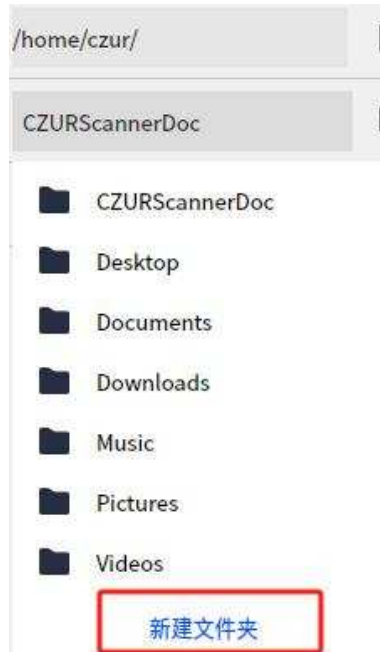 /home/czur/
CZURScannerDoc
CZURScannerDoc
Desktop
Documents
Downloads
Music
Pictures
Videos
新建文件夹